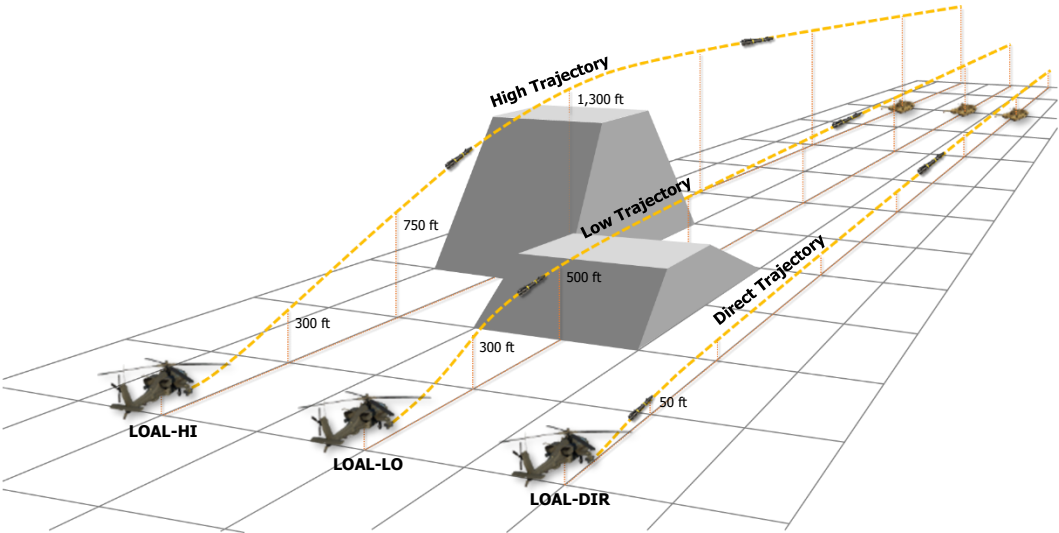 High Trajectory
1,300 ft
750 ft
300 ft
LOAL-HI
Low Trajectory
500 ft
300 ft
LOAL-LO
Direct Trajectory
50 ft
LOAL-DIR